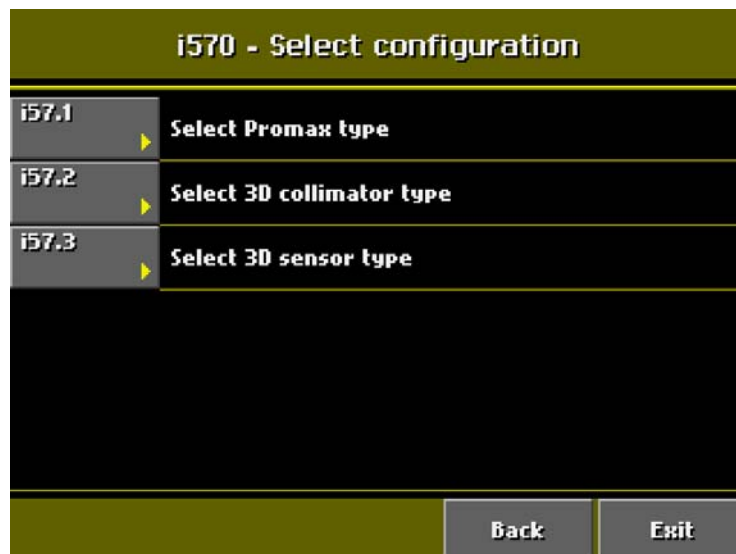 i570 - Select configuration
i57.1
Select Promax type
i57.2
Select 3D collimator type
i57.3
Select 3D sensor type
Back Exit